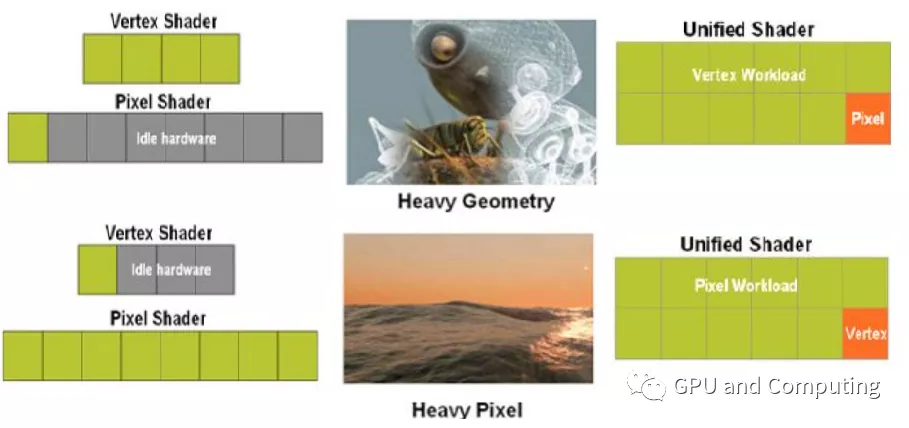 Vertex Shader
Pixel Shader
Idle hardware
Heavy Geometry
Unified Shader
Vertex Workload
Pixel
Vertex Shader
Idle hardware
Pixel Shader
Heavy Pixel
Unified Shader
Pixel Workload
Vertex
GPU and Computing